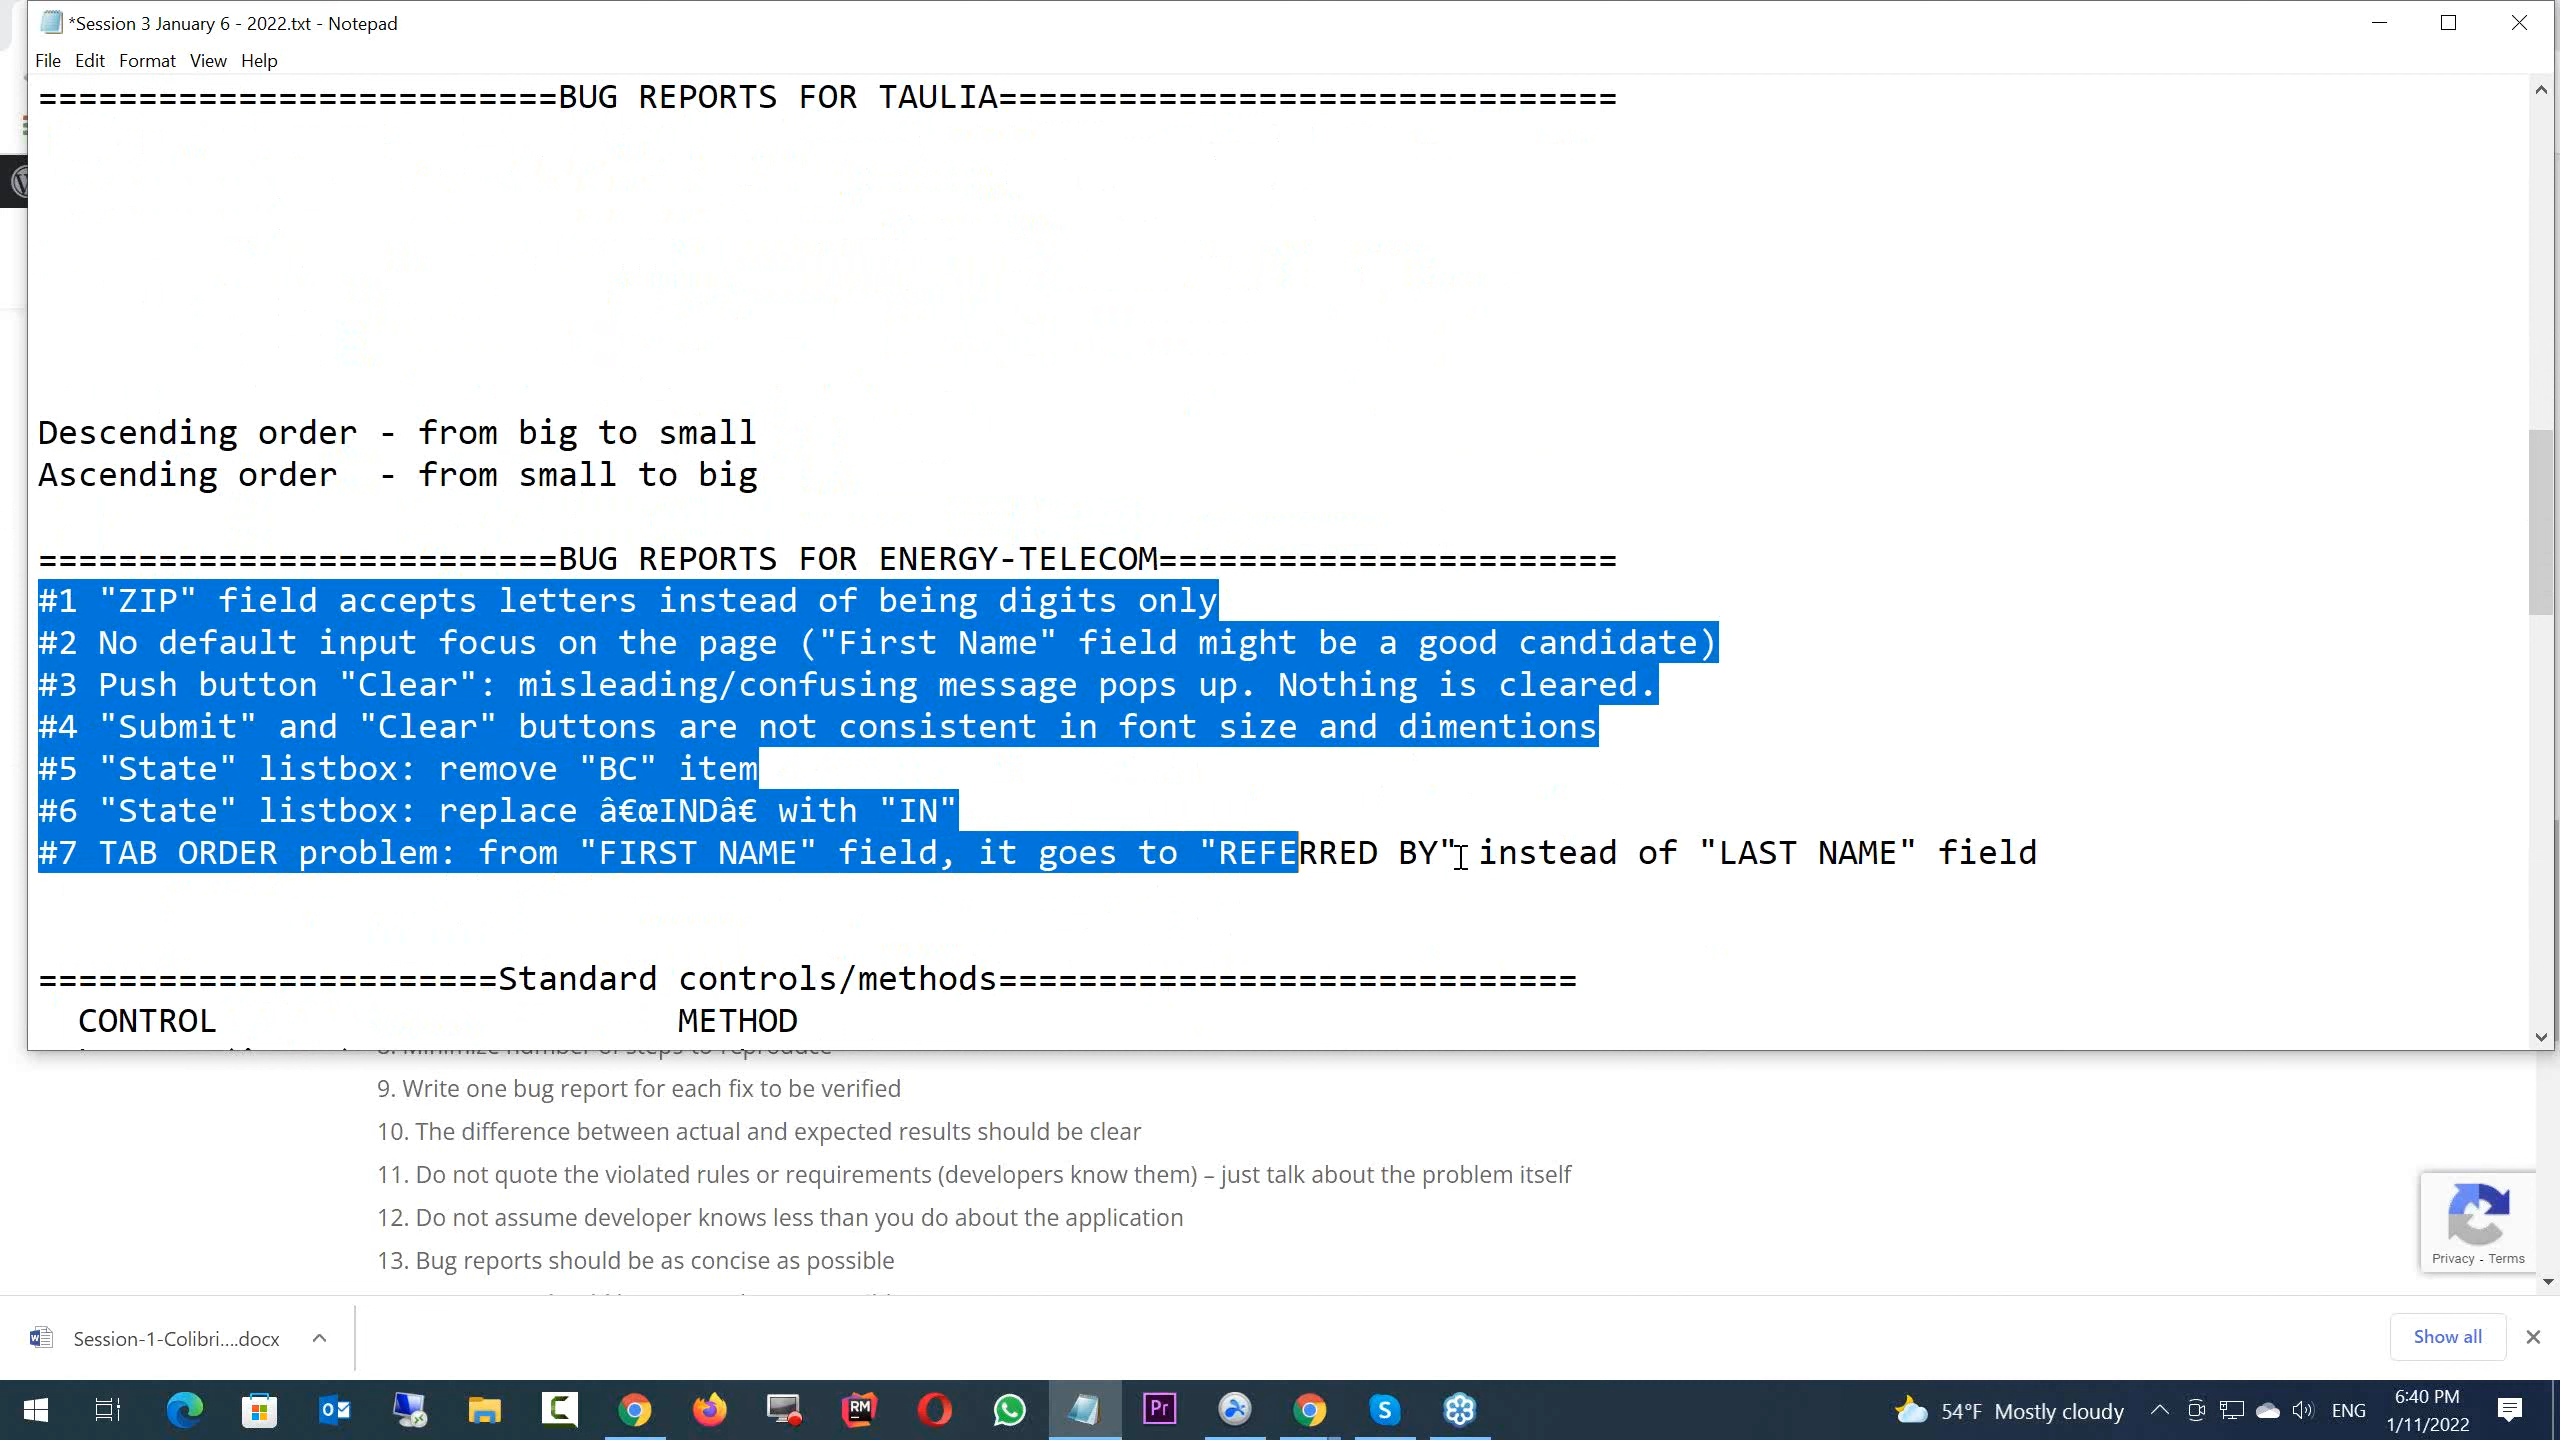 *Session 3 January 6 - 2022.txt - Notepad
File Edit Format View Help
==========================BUG REPORTS FOR TAULIA===============================
Descending order - from big to small
Ascending order  - from small to big
==========================BUG REPORTS FOR ENERGY-TELECOM=======================
#1 "ZIP" field accepts letters instead of being digits only
#2 No default input focus on the page ("First Name" field might be a good candidate)
#3 Push button "Clear": misleading/confusing message pops up. Nothing is cleared.
#4 "Submit" and "Clear" buttons are not consistent in font size and dimentions
#5 "State" listbox: remove "BC" item
#6 "State" listbox: replace â€œINDâ€ with "IN"
#7 TAB ORDER problem: from "FIRST NAME" field, it goes to "REFERRED BY" instead of "LAST NAME" field
=======================Standard controls/methods=============================
CONTROL METHOD
8. Minimize number of steps to reproduce
9. Write one bug report for each fix to be verified
10. The difference between actual and expected results should be clear
11. Do not quote the violated rules or requirements (developers know them) – just talk about the problem itself
12. Do not assume developer knows less than you do about the application
13. Bug reports should be as concise as possible
Privacy - Terms
Session-1-Colibri....docx
Show all
54°F Mostly cloudy
ENG
6:40 PM
1/11/2022